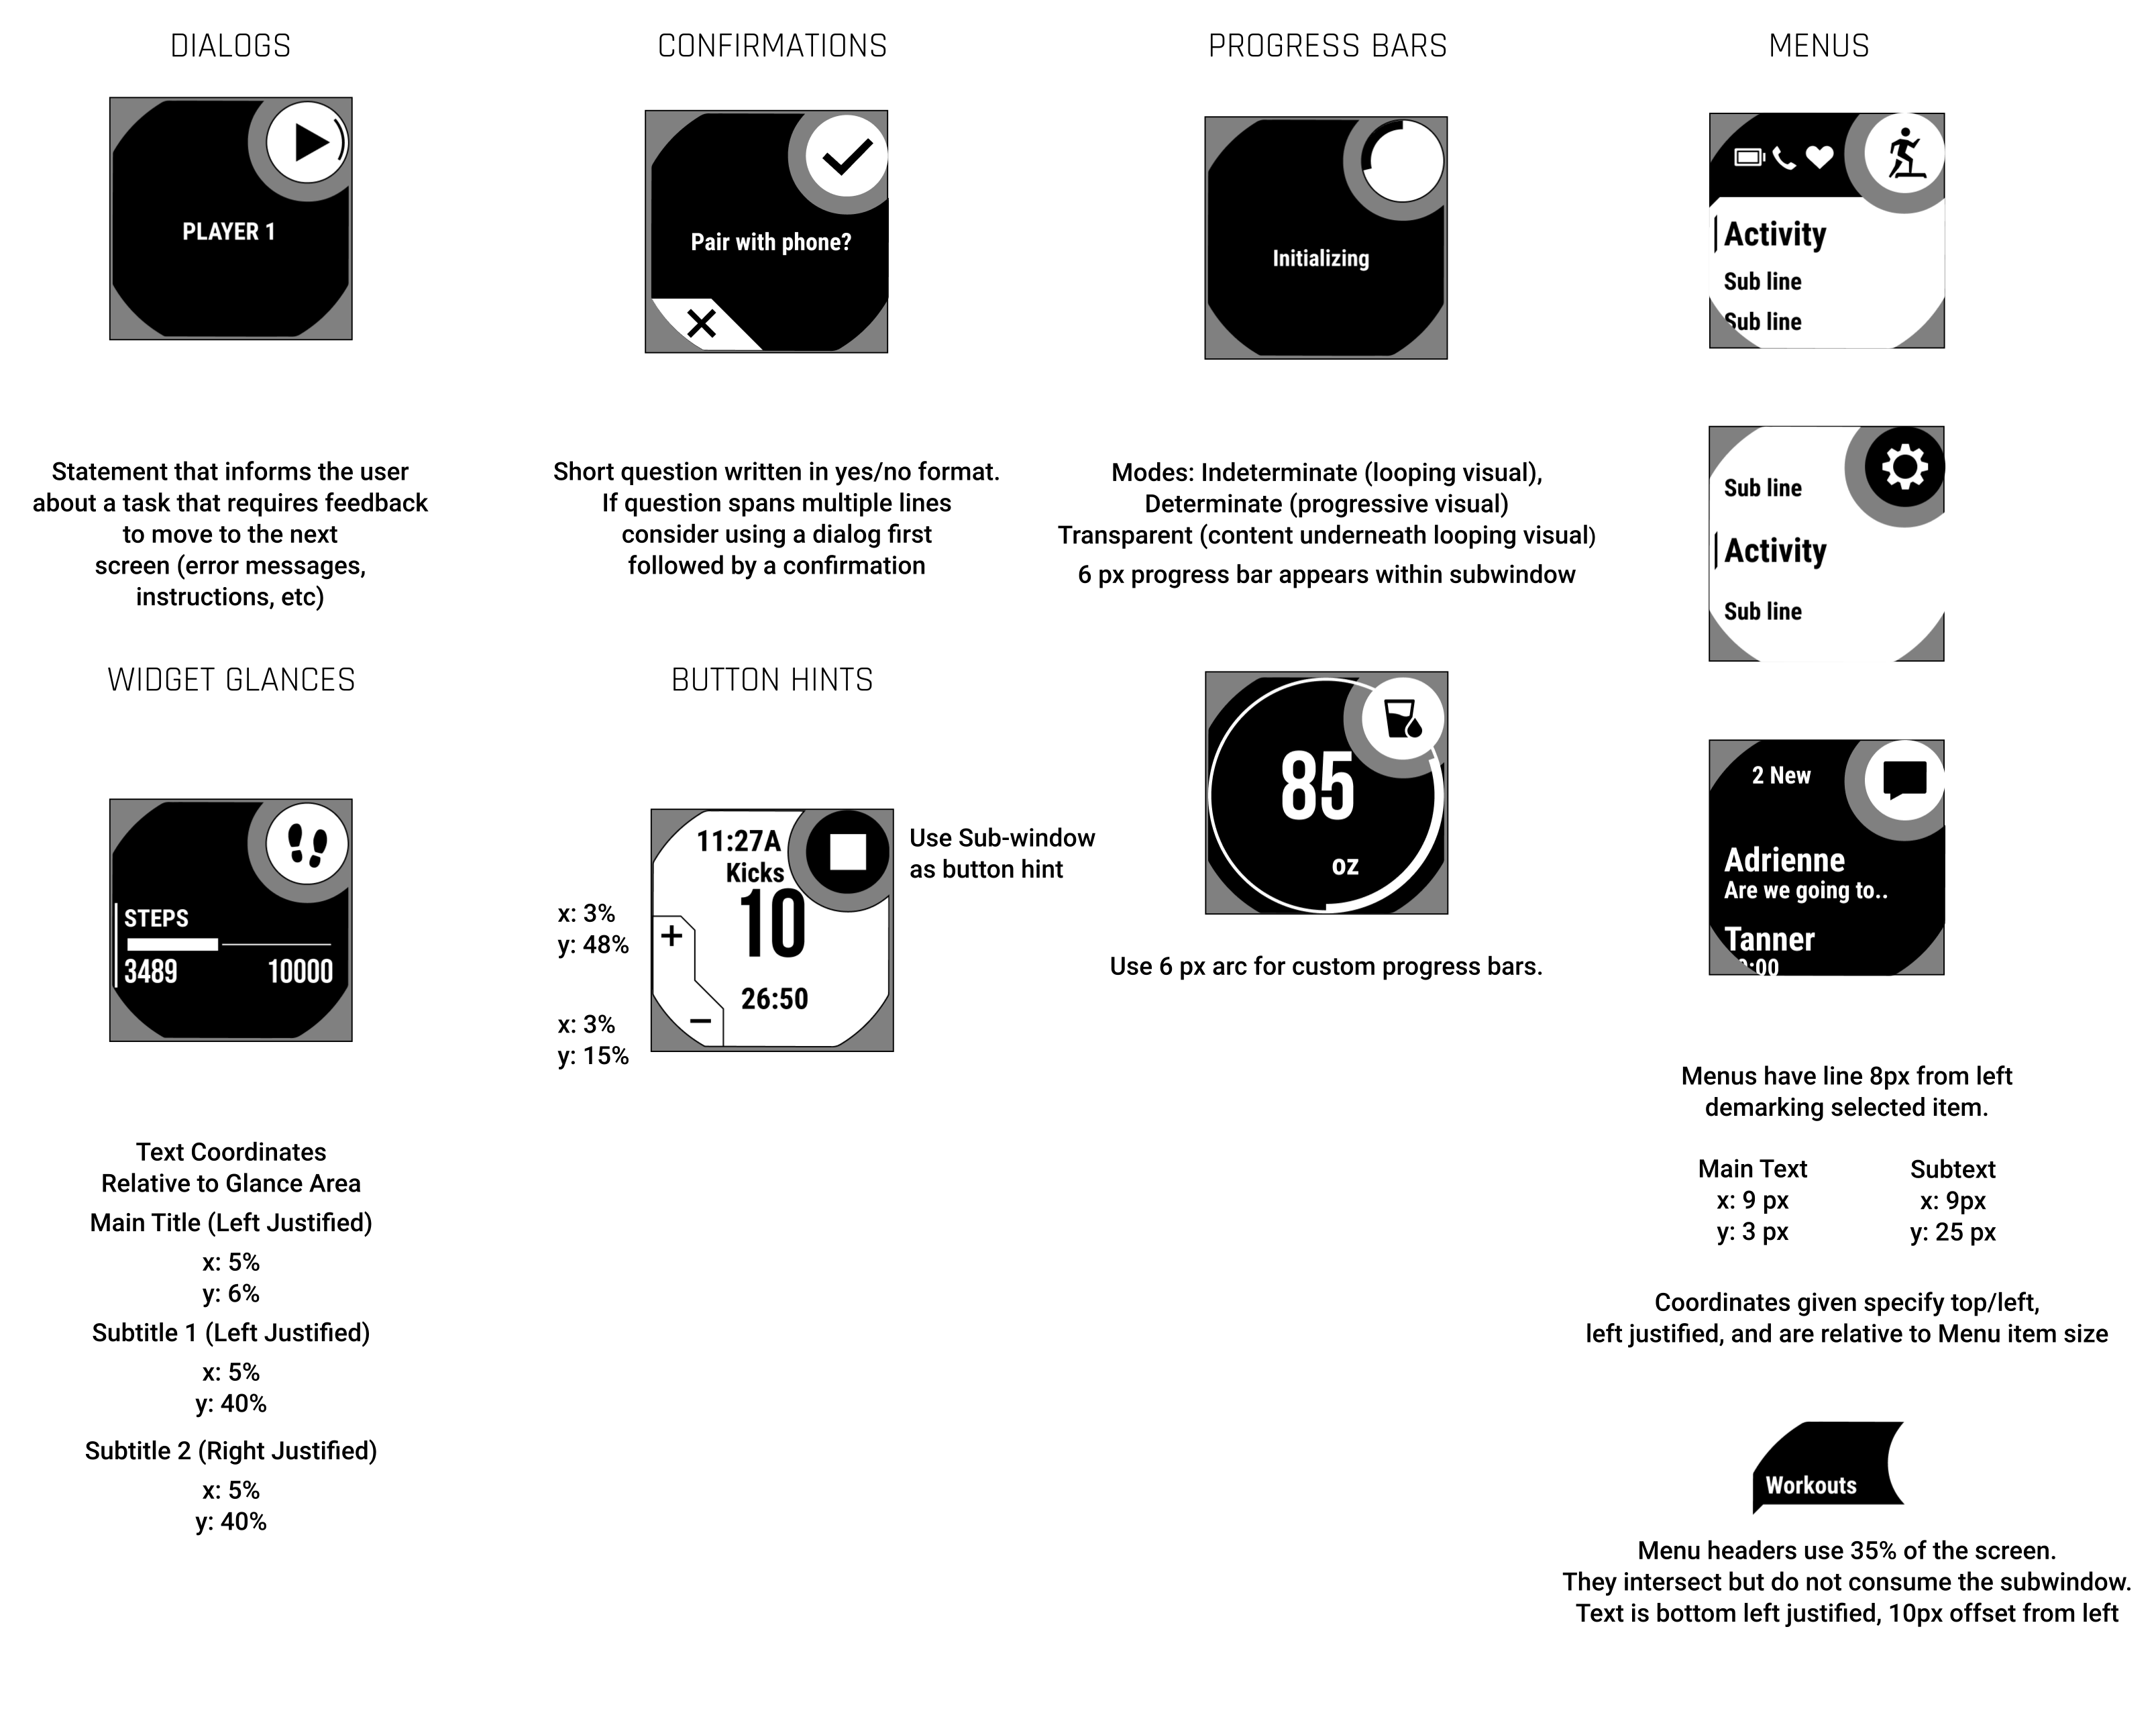 DIALOGS
PLAYER 1
Statement that informs the user
about a task that requires feedback
to move to the next
screen (error messages,
instructions, etc)
CONFIRMATIONS
Pair with phone?
Short question written in yes/no format.
If question spans multiple lines
consider using a dialog first
followed by a confirmation
PROGRESS BARS
Initializing
Modes: Indeterminate (looping visual),
Determinate (progressive visual)
Transparent (content underneath looping visual)
6 px progress bar appears within subwindow
85
oz
Use 6 px arc for custom progress bars.
MENUS
Activity
Sub line
Sub line
Sub line
Activity
Sub line
2 New
Adrienne
Are we going to..
Tanner
:00
Menus have line 8px from left
demarking selected item.
Main Text
x: 9 px
y: 3 px
Subtext
x: 9px
y: 25 px
Coordinates given specify top/left,
left justified, and are relative to Menu item size
Workouts
Menu headers use 35% of the screen.
They intersect but do not consume the subwindow.
Text is bottom left justified, 10px offset from left
WIDGET GLANCES
STEPS
3489 10000
Text Coordinates
Relative to Glance Area
Main Title (Left Justified)
x: 5%
y: 6%
Subtitle 1 (Left Justified)
x: 5%
y: 40%
Subtitle 2 (Right Justified)
x: 5%
y: 40%
BUTTON HINTS
11:27A
Kicks
10
26:50
+
−
Use Sub-window
as button hint
x: 3%
y: 48%
x: 3%
y: 15%